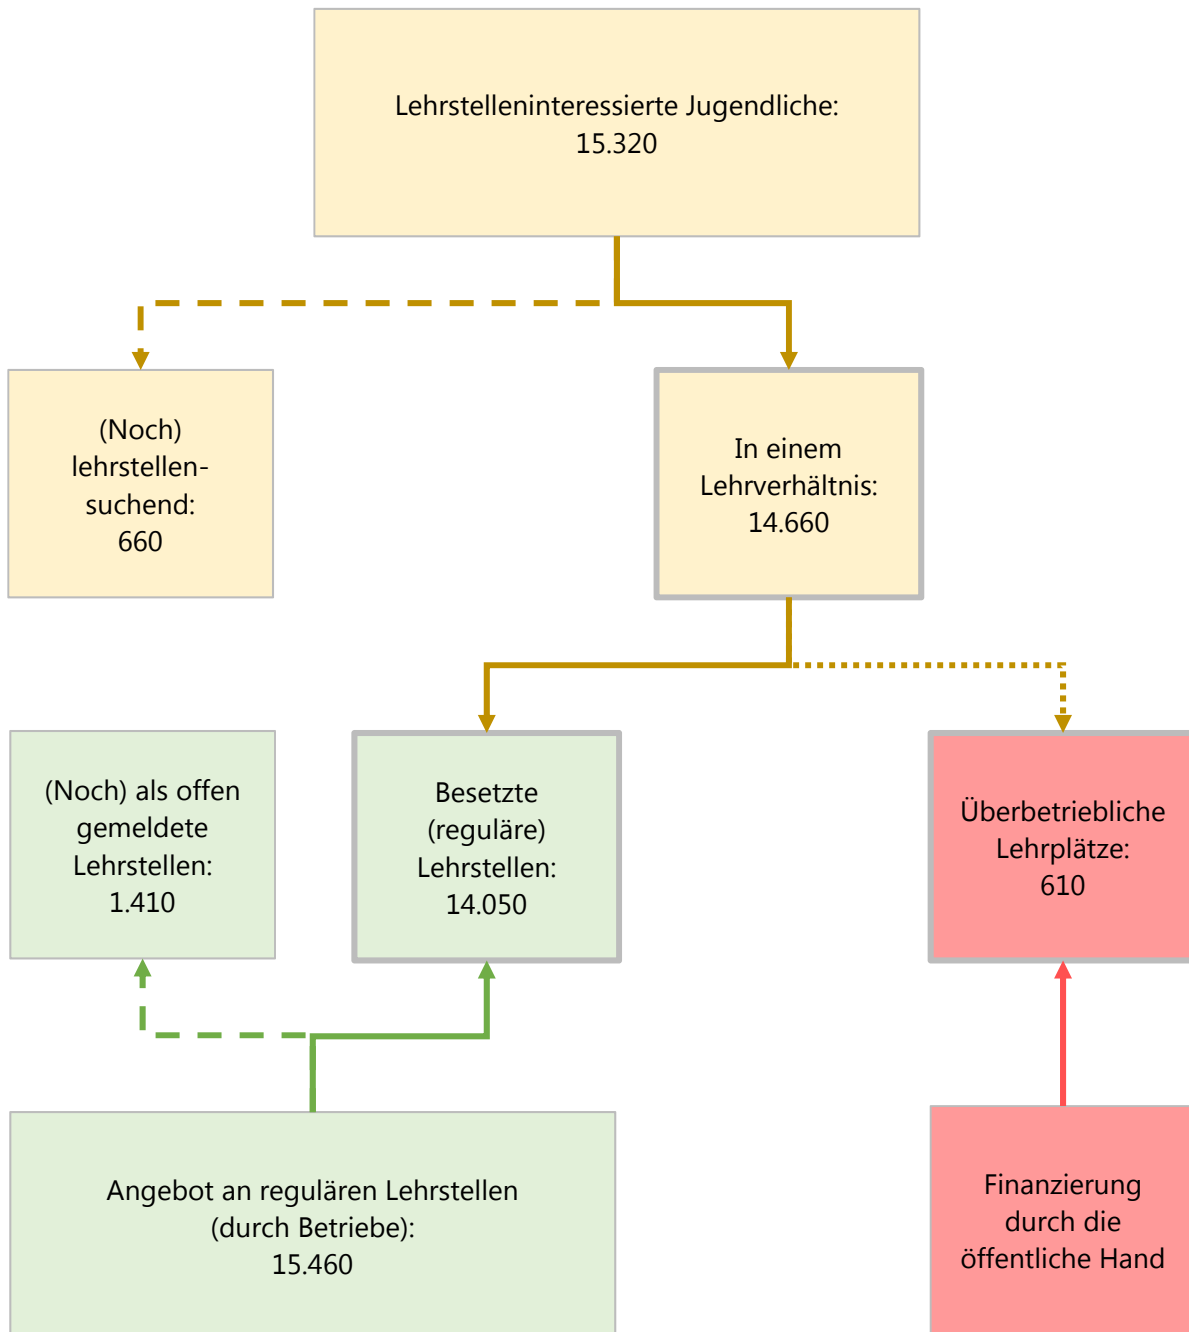 Lehrstelleninteressierte Jugendliche:
15.320
(Noch)
lehrstellen-
suchend:
660
In einem
Lehrverhältnis:
14.660
(Noch) als offen
gemeldete
Lehrstellen:
1.410
Besetzte
(reguläre)
Lehrstellen:
14.050
Überbetriebliche
Lehrplätze:
610
Angebot an regulären Lehrstellen
(durch Betriebe):
15.460
Finanzierung
durch die
öffentliche Hand